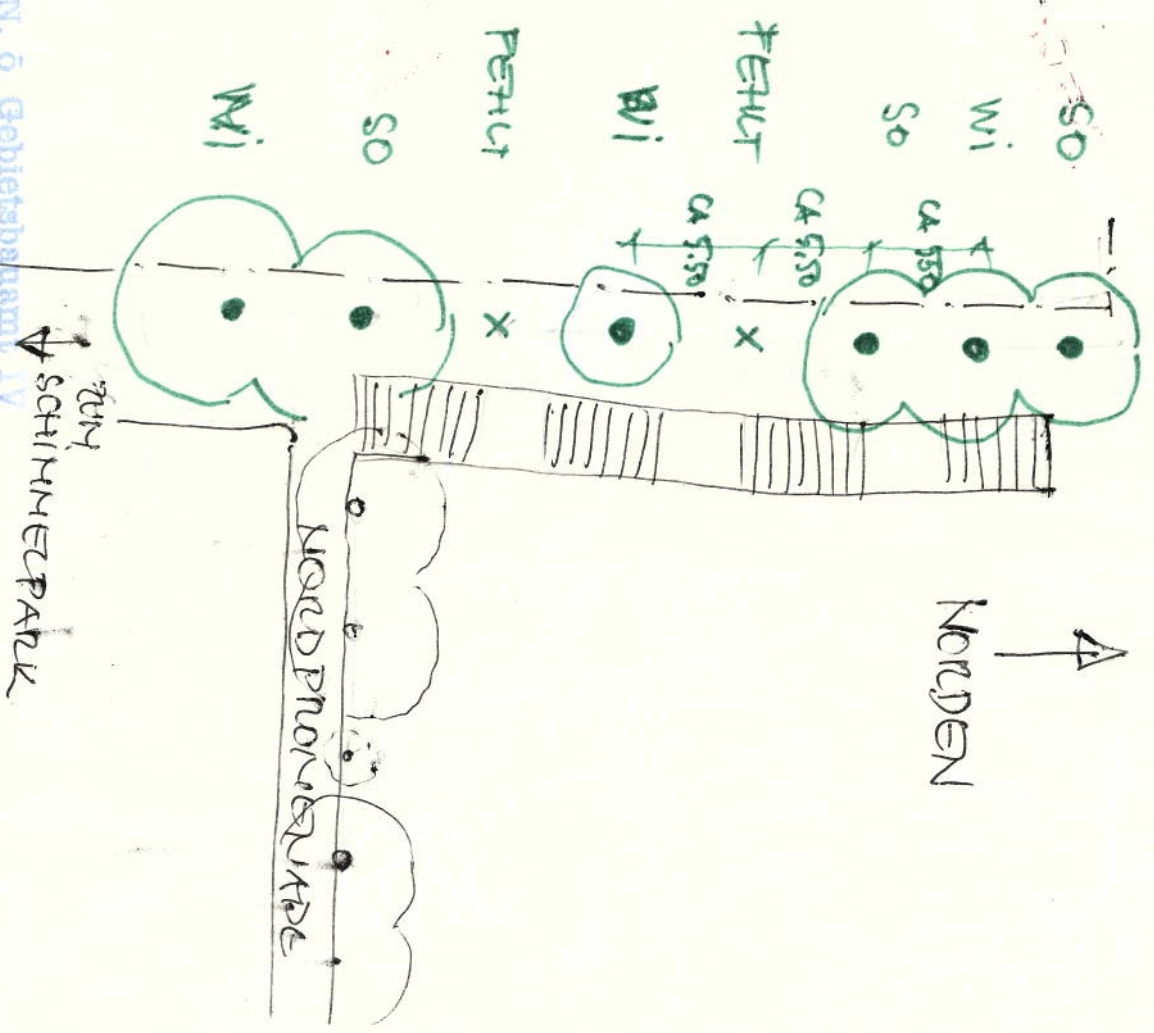 SO
Wi
SO
FEHLT
Wi
FEHLT
SO
Wi
CA 5.50
CA 5,50
CA 5.50
NORDEN
NORDPROMENADE
ZUM
SCHIMMELPARK
N. ö Gebietsbauamt IV